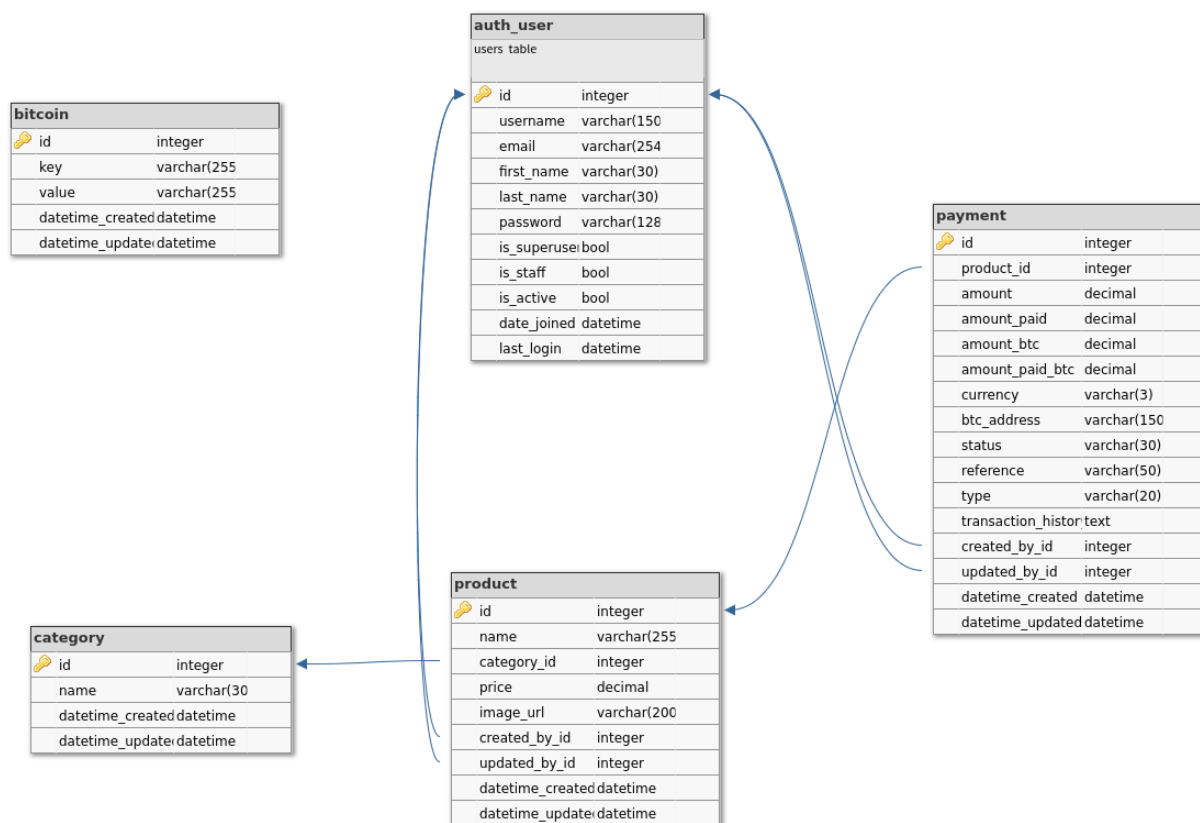 auth_user
users table
id integer
username varchar(150
email varchar(254
first_name varchar(30)
last_name varchar(30)
password varchar(128
is_superuse bool
is_staff bool
is_active bool
date_joined datetime
last_login datetime
bitcoin
id integer
key varchar(255
value varchar(255
datetime_created datetime
datetime_update datetime
payment
id integer
product_id integer
amount decimal
amount_paid decimal
amount_btc decimal
amount_paid_btc decimal
currency varchar(3)
btc_address varchar(150
status varchar(30)
reference varchar(50)
type varchar(20)
transaction_histor text
created_by_id integer
updated_by_id integer
datetime_created datetime
datetime_updated datetime
product
id integer
name varchar(255
category_id integer
price decimal
image_url varchar(200
created_by_id integer
updated_by_id integer
datetime_created datetime
datetime_update datetime
category
id integer
name varchar(30
datetime_created datetime
datetime_update datetime